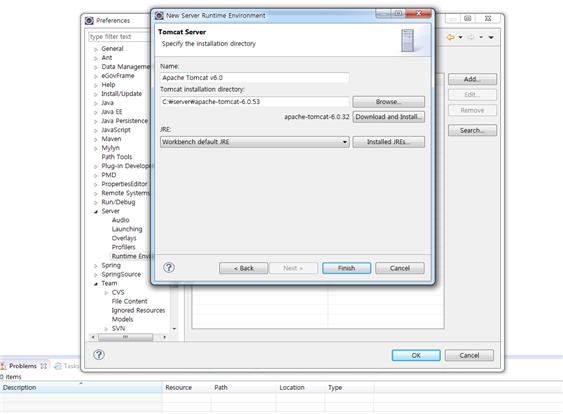 Preferences
type filter text
General
Ant
Data Manageme
eGovFrame
Help
Install/Update
Java
Java EE
Java Persistence
JavaScript
Maven
Mylyn
Path Tools
Plug-in Developme
PMD
PropertiesEditor
Remote Systems
Run/Debug
Server
Audio
Launching
Overlays
Profilers
Runtime Envi
Spring
SpringSource
Team
CVS
File Content
Ignored Resources
Models
SVN
New Server Runtime Environment
Tomcat Server
Specify the installation directory
Name:
Apache Tomcat v6.0
Tomcat installation directory:
C:₩server₩apache-tomcat-6.0.53
Browse...
apache-tomcat-6.0.32 Download and Install...
JRE:
Workbench default JRE
Installed JREs...
< Back Next > Finish Cancel
Add...
Edit...
Remove
Search...
OK Cancel
Problems Tasks
0 items
Description Resource Path Location Type